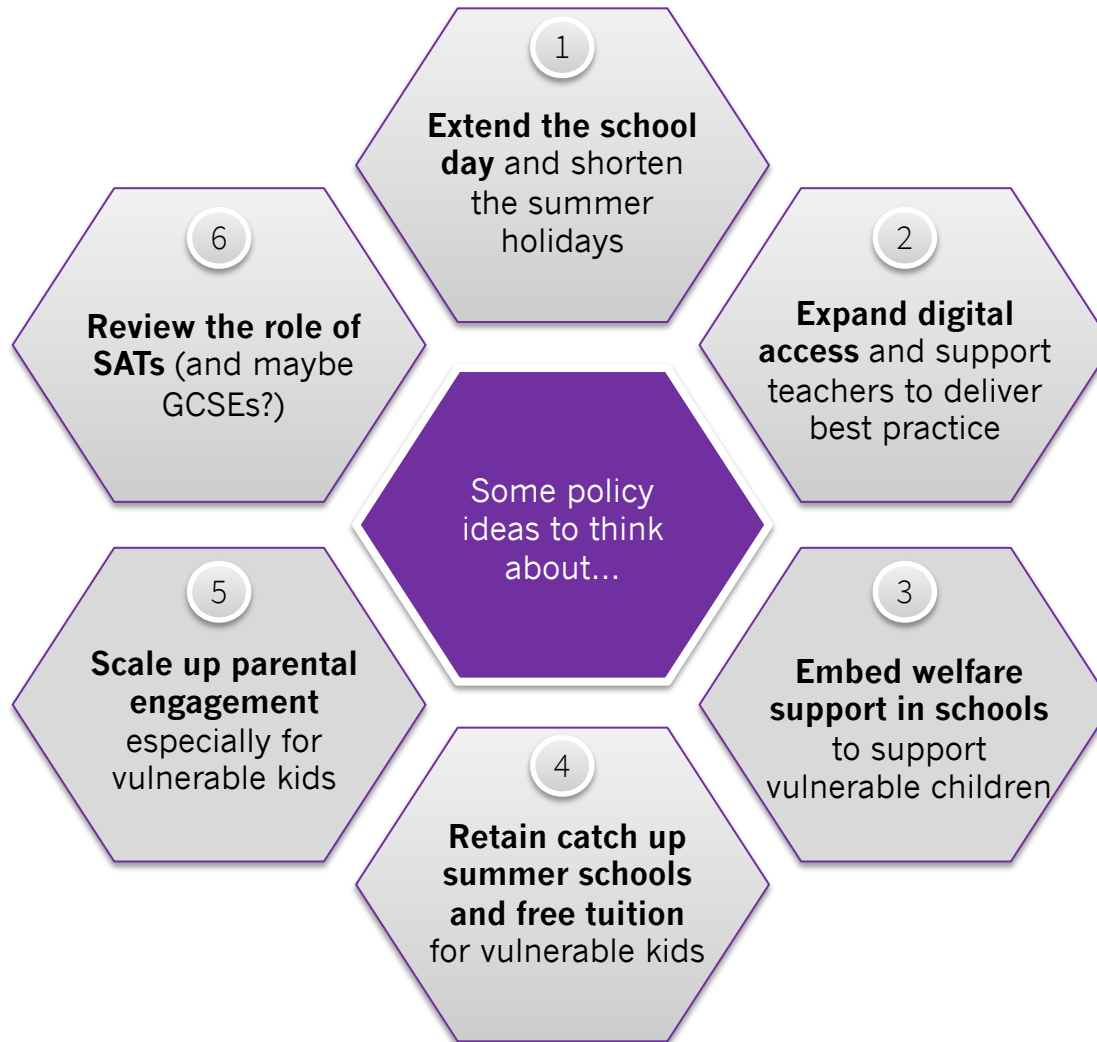 1
Extend the school
day and shorten
the summer
holidays
2
Expand digital
access and support
teachers to deliver
best practice
3
Embed welfare
support in schools
to support
vulnerable children
4
Retain catch up
summer schools
and free tuition
for vulnerable kids
5
Scale up parental
engagement
especially for
vulnerable kids
6
Review the role of
SATs (and maybe
GCSEs?)
Some policy
ideas to think
about...